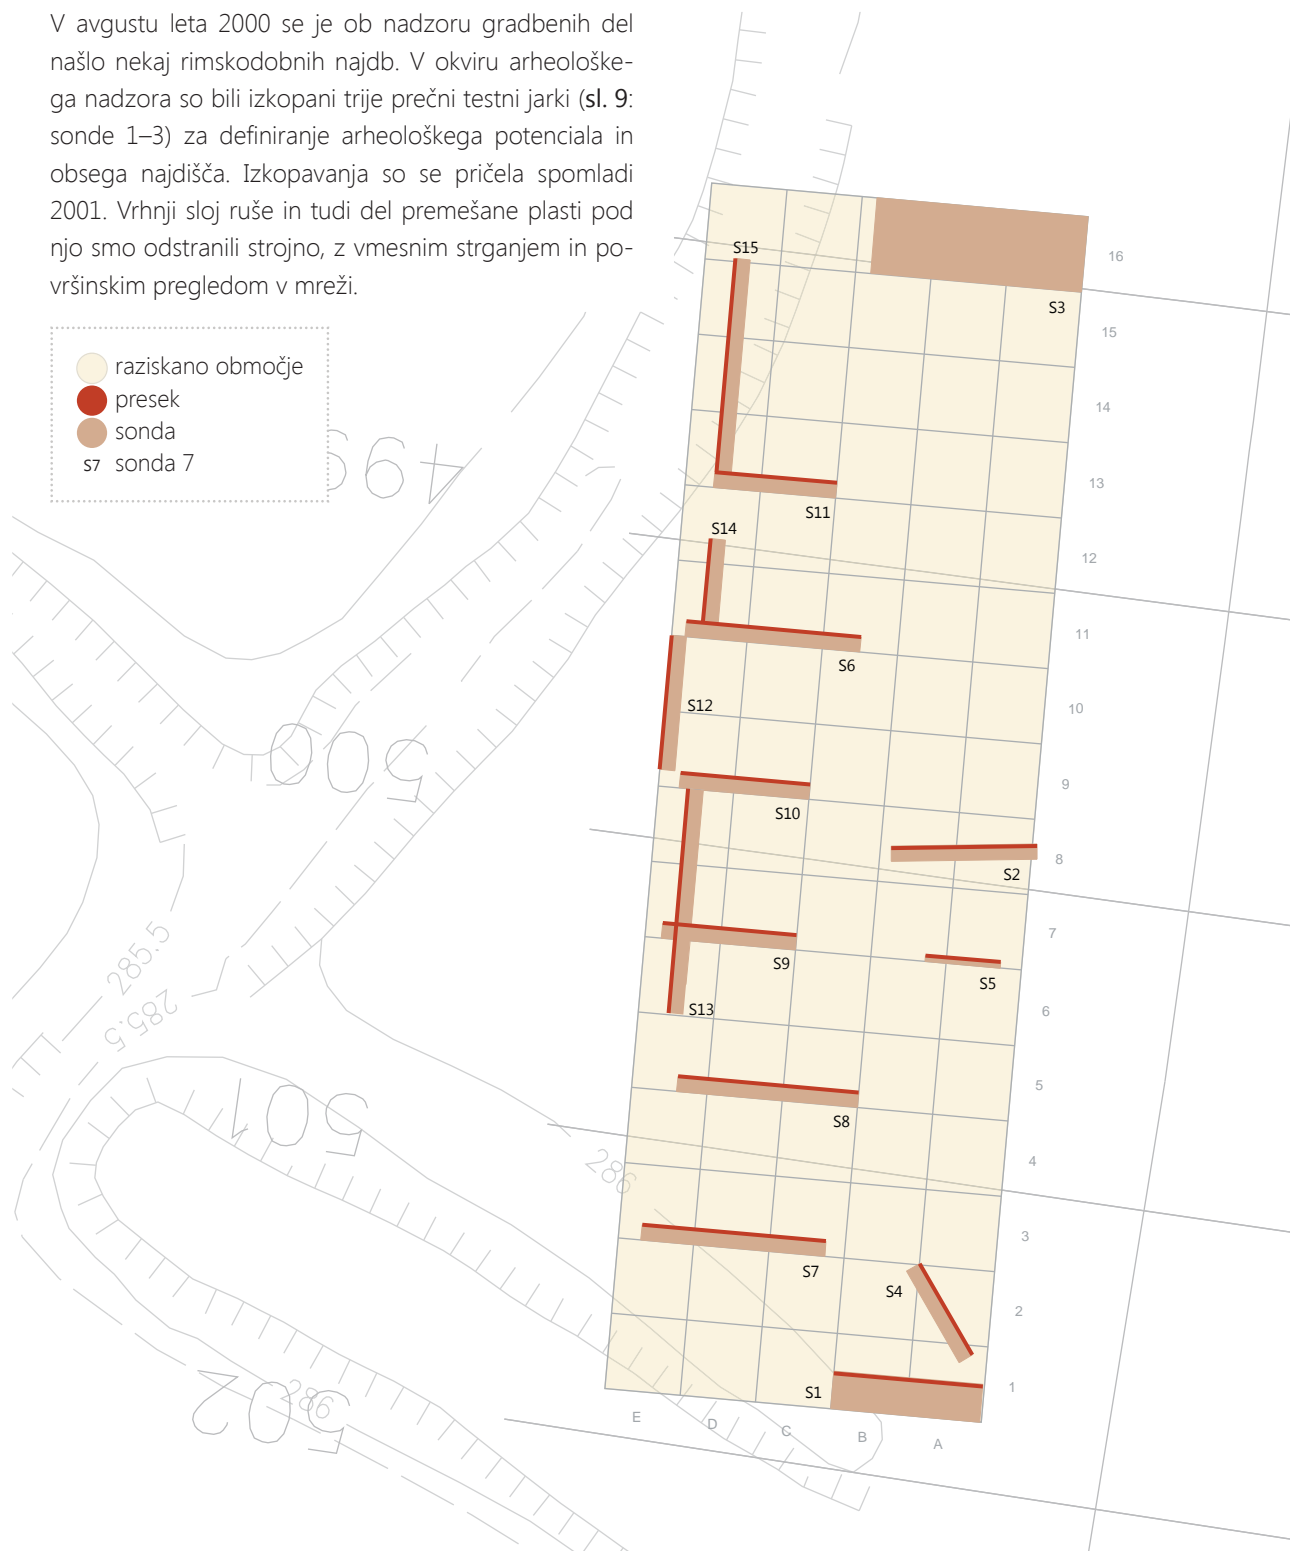 V avgustu leta 2000 se je ob nadzoru gradbenih del
našlo nekaj rimskodobnih najdb. V okviru arheološke-
ga nadzora so bili izkopani trije prečni testni jarki (sl. 9:
sonde 1–3) za definiranje arheološkega potenciala in
obsega najdišča. Izkopavanja so se pričela spomladi
2001. Vrhnji sloj ruše in tudi del premešane plasti pod
njo smo odstranili strojno, z vmesnim strganjem in po-
vršinskim pregledom v mreži.
raziskano območje
presek
sonda
S7 sonda 7
S15
16
S3
15
14
13
S11
S14
12
11
S6
S12
10
9
S10
8
S2
7
S9
S5
S13
6
5
S8
4
3
S7
S4
2
S1
1
E
D
C
B
A
499
500
501
502
285.5
285.5
286
286